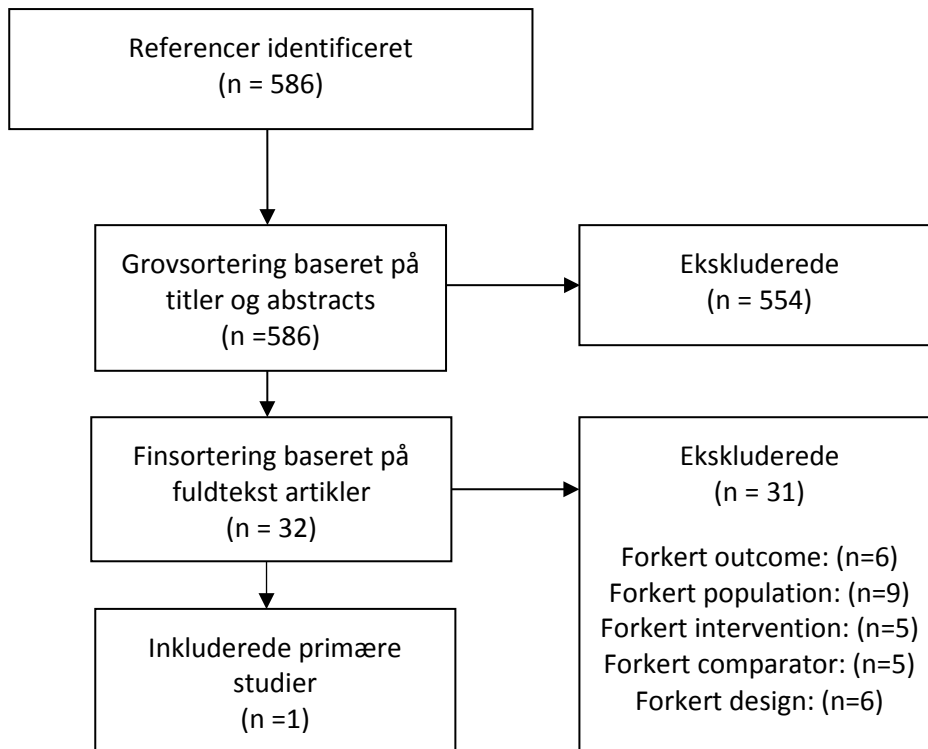 Referencer identificeret
(n = 586)
Grovsortering baseret på
titler og abstracts
(n =586)
Ekskluderede
(n = 554)
Finsortering baseret på
fuldtekst artikler
(n = 32)
Ekskluderede
(n = 31)
Forkert outcome: (n=6)
Forkert population: (n=9)
Forkert intervention: (n=5)
Forkert comparator: (n=5)
Forkert design: (n=6)
Inkluderede primære
studier
(n =1)